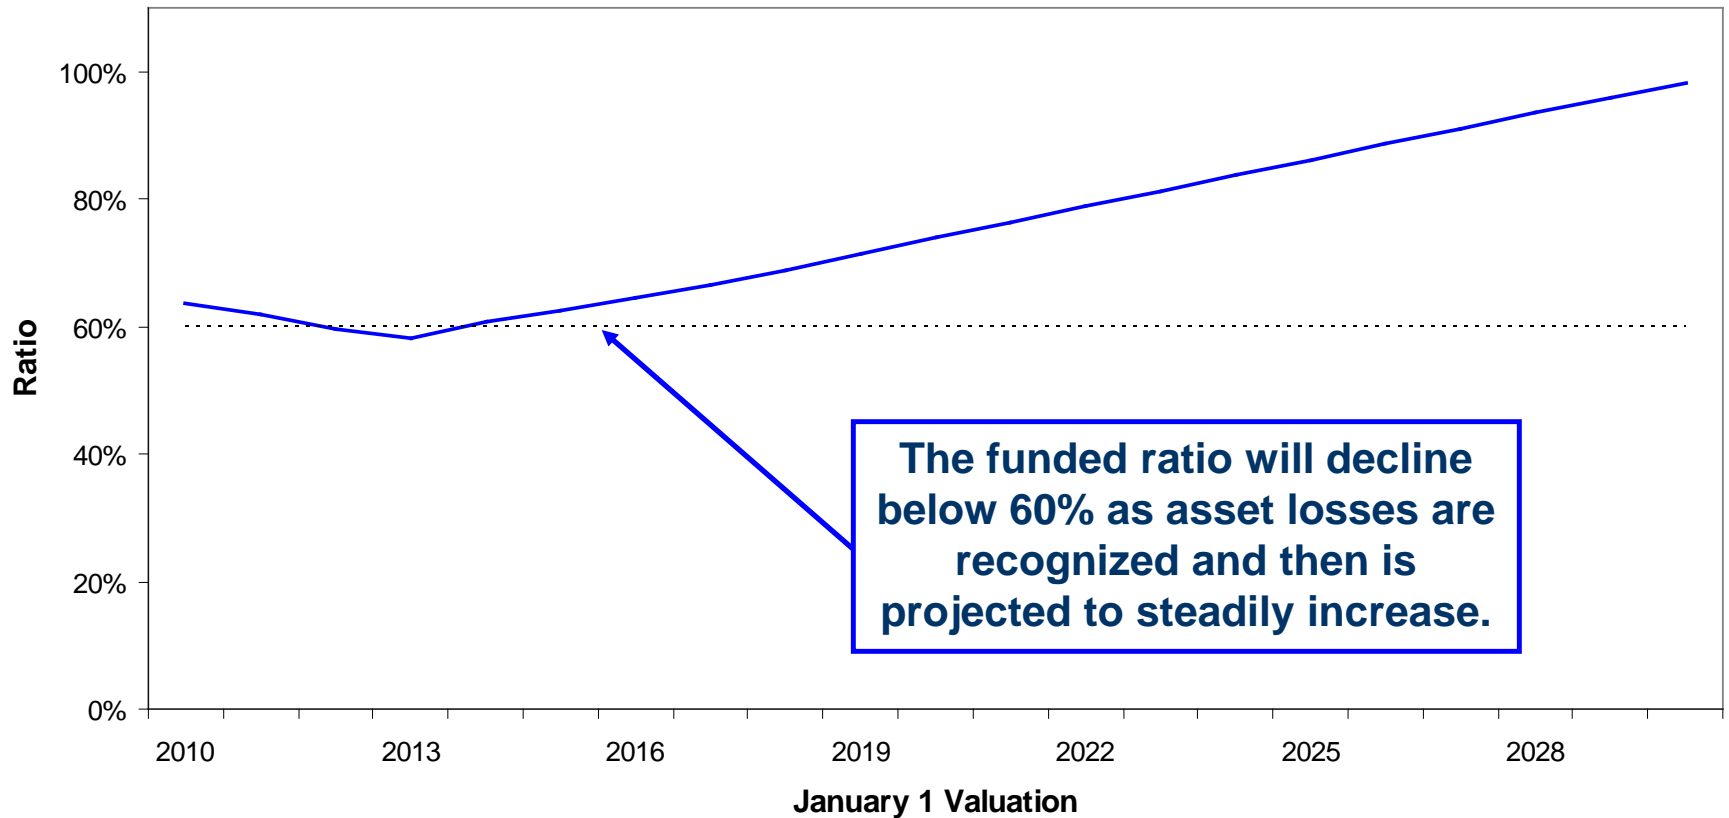 100%
80%
60%
40%
20%
0%
Ratio
The funded ratio will decline
below 60% as asset losses are
recognized and then is
projected to steadily increase.
2010 2013 2016 2019 2022 2025 2028
January 1 Valuation